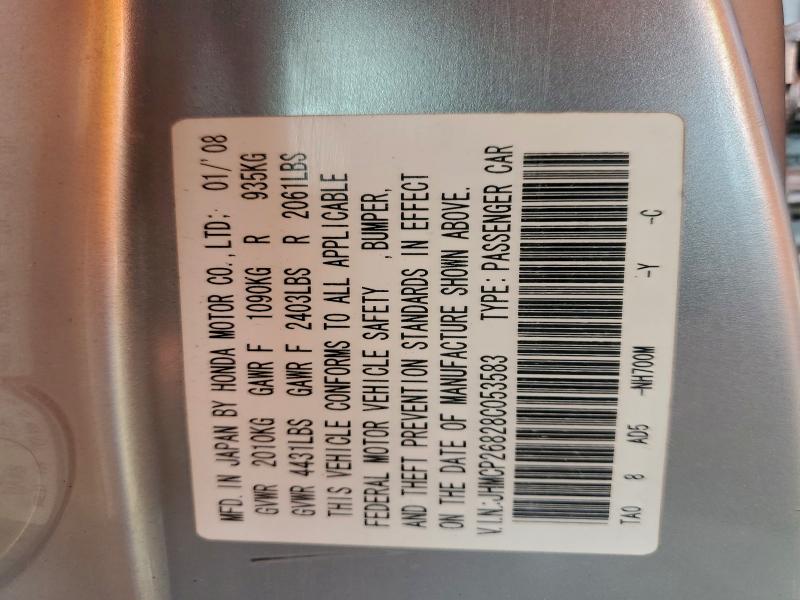 MFD. IN JAPAN BY HONDA MOTOR CO., LTD; 01/'08
GVWR 2010KG GAWR F 1090KG R 935KG
GVWR 4431LBS GAWR F 2403LBS R 2061LBS
THIS VEHICLE CONFORMS TO ALL APPLICABLE
FEDERAL MOTOR VEHICLE SAFETY ,BUMPER,
AND THEFT PREVENTION STANDARDS IN EFFECT
ON THE DATE OF MANUFACTURE SHOWN ABOVE.
V.I.N:JHMCP26828C053583 TYPE: PASSENGER CAR
TA0 8 AD5 -NH700M -Y -C